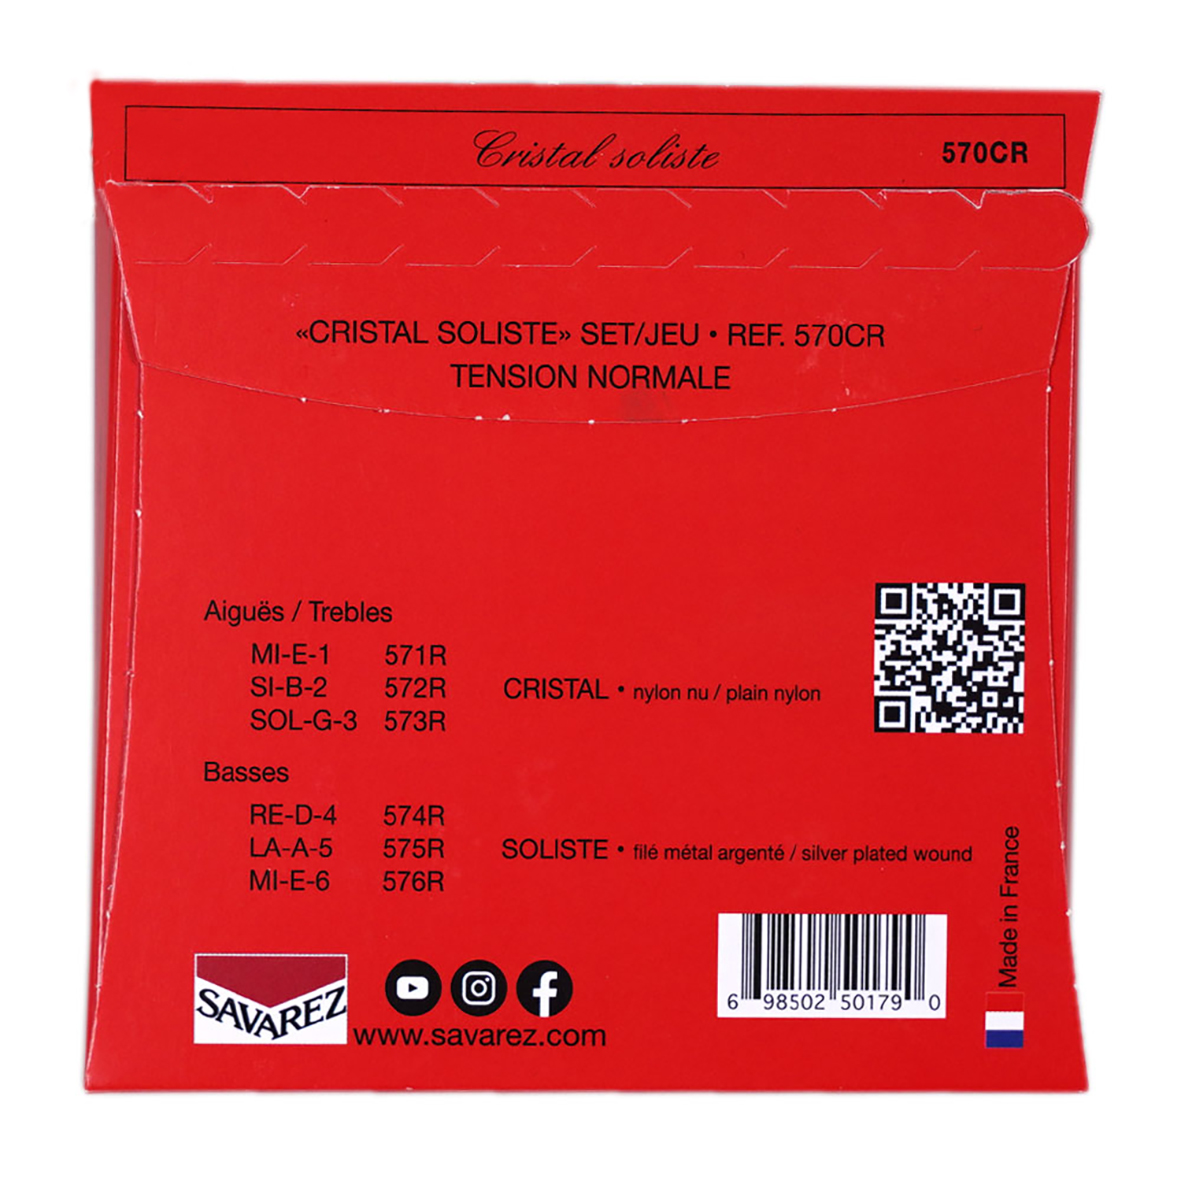 Cristal soliste 570CR
«CRISTAL SOLISTE» SET/JEU • REF. 570CR
TENSION NORMALE
Aiguës / Trebles
MI-E-1 571R
SI-B-2 572R
SOL-G-3 573R
CRISTAL • nylon nu / plain nylon
Basses
RE-D-4 574R
LA-A-5 575R
MI-E-6 576R
SOLISTE • filé métal argenté / silver plated wound
Made in France
SAVAREZ
www.savarez.com
6 98502 50179 0